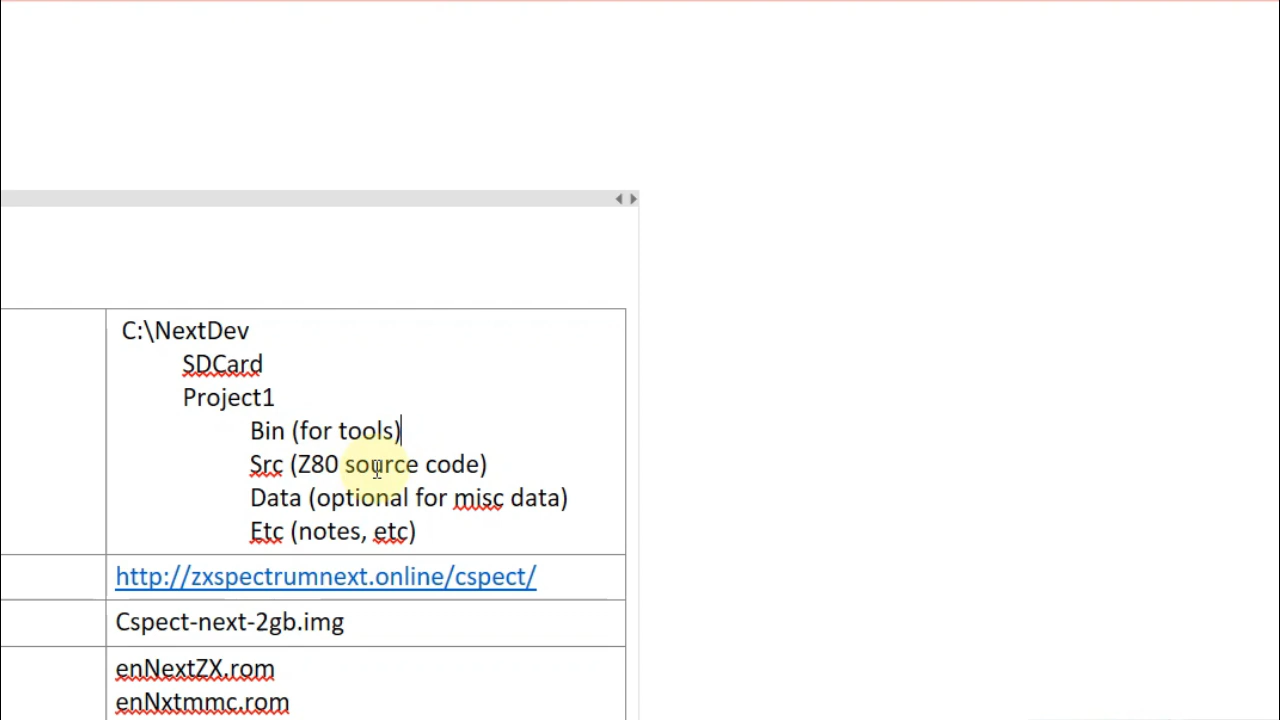 C:\NextDev
SDCard
Project1
Bin (for tools)
Src (Z80 source code)
Data (optional for misc data)
Etc (notes, etc)
http://zxspectrumnext.online/cspect/
Cspect-next-2gb.img
enNextZX.rom
enNxtmmc.rom